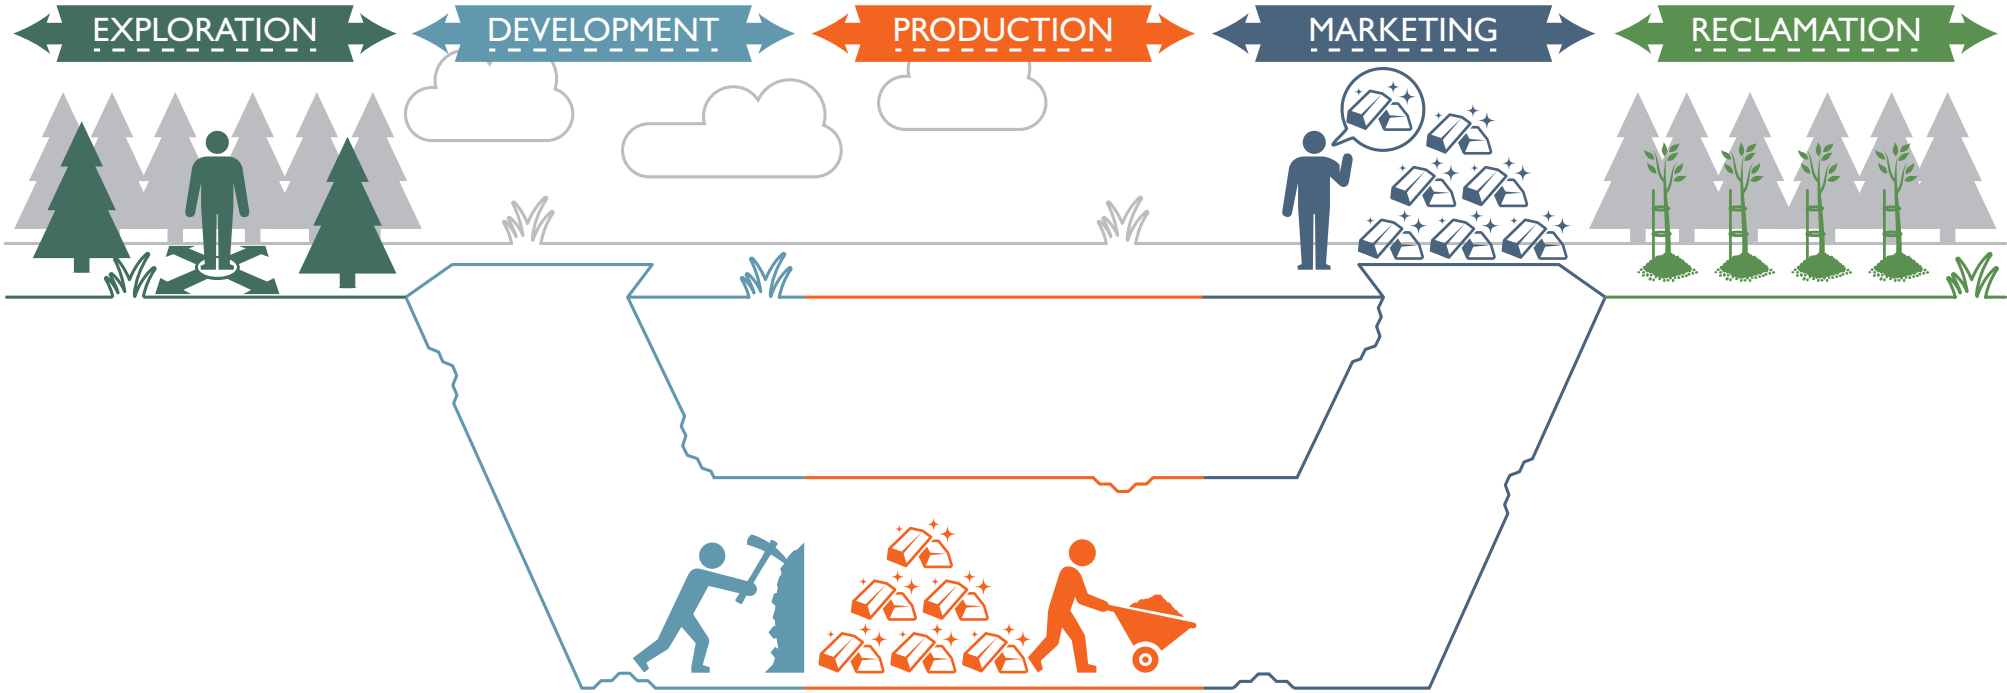 EXPLORATION
DEVELOPMENT
PRODUCTION
MARKETING
RECLAMATION